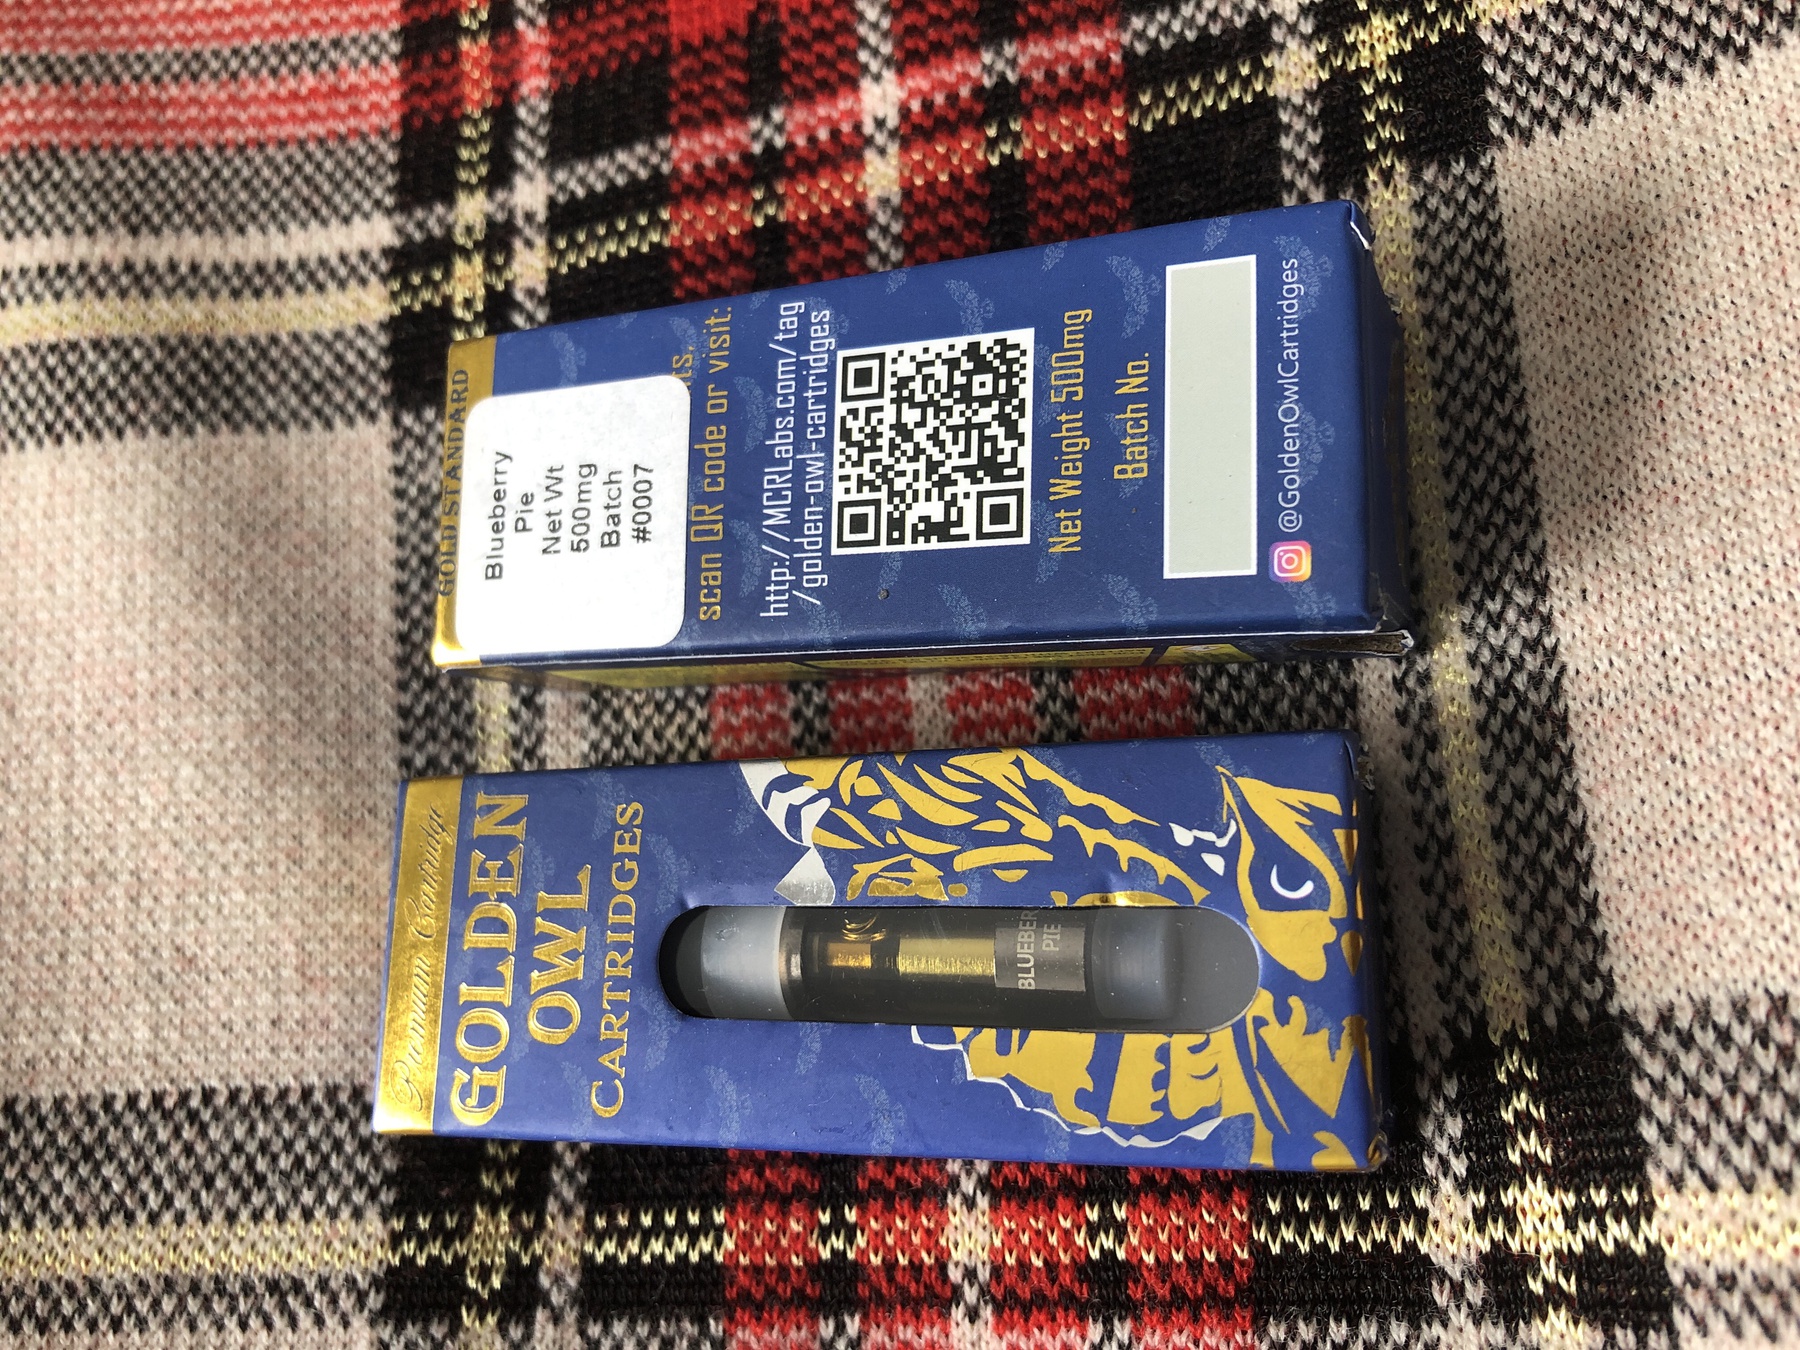 GOLD STANDARD
Blueberry
Pie
Net Wt
500mg
Batch
#0007
scan QR code or visit:
http://MCRLabs.com/tag
/golden-owl-cartridges
Net Weight 500mg
Batch No.
@GoldenOwlCartridges
Premium Cartridge
GOLDEN
OWL
CARTRIDGES
BLUEBER
PIE